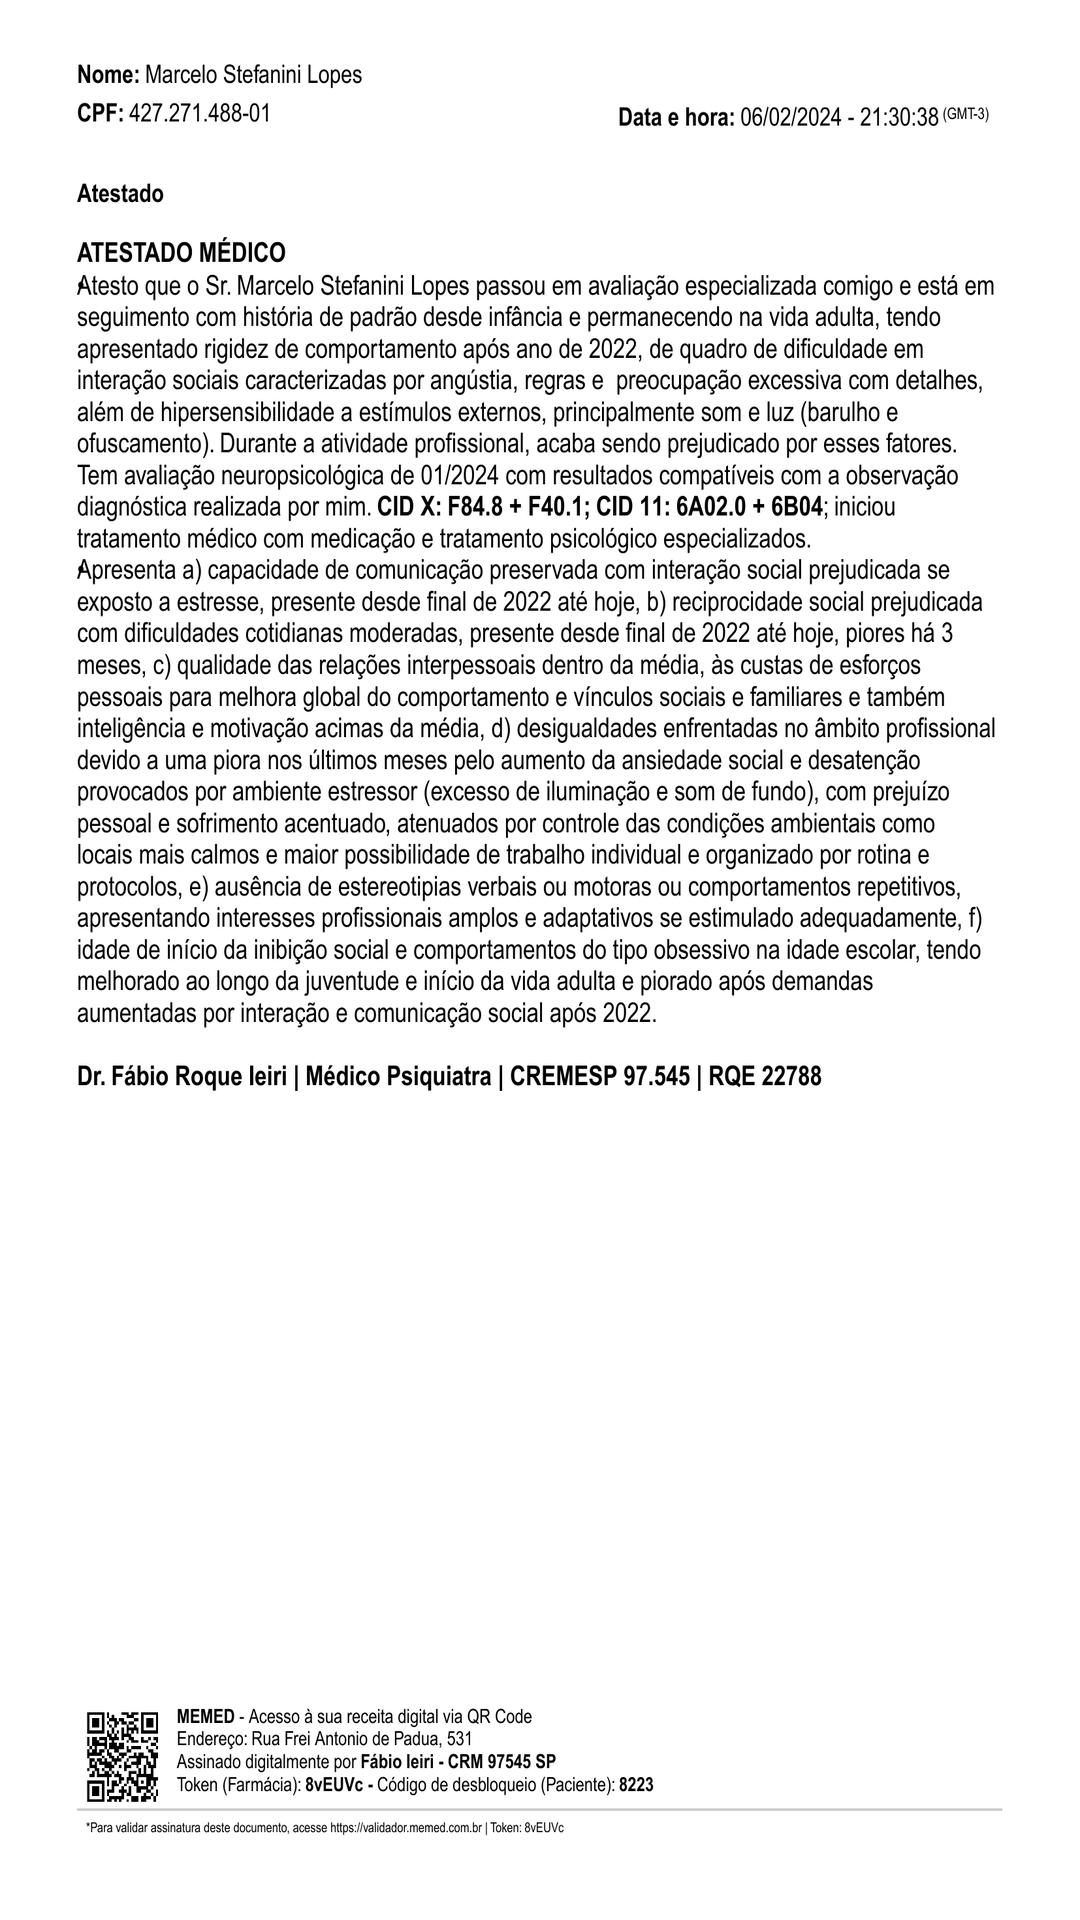 Nome: Marcelo Stefanini Lopes
CPF: 427.271.488-01
Data e hora: 06/02/2024 - 21:30:38 (GMT-3)
Atestado
ATESTADO MÉDICO
•Atesto que o Sr. Marcelo Stefanini Lopes passou em avaliação especializada comigo e está em
seguimento com história de padrão desde infância e permanecendo na vida adulta, tendo
apresentado rigidez de comportamento após ano de 2022, de quadro de dificuldade em
interação sociais caracterizadas por angústia, regras e  preocupação excessiva com detalhes,
além de hipersensibilidade a estímulos externos, principalmente som e luz (barulho e
ofuscamento). Durante a atividade profissional, acaba sendo prejudicado por esses fatores.
Tem avaliação neuropsicológica de 01/2024 com resultados compatíveis com a observação
diagnóstica realizada por mim. CID X: F84.8 + F40.1; CID 11: 6A02.0 + 6B04; iniciou
tratamento médico com medicação e tratamento psicológico especializados.
•Apresenta a) capacidade de comunicação preservada com interação social prejudicada se
exposto a estresse, presente desde final de 2022 até hoje, b) reciprocidade social prejudicada
com dificuldades cotidianas moderadas, presente desde final de 2022 até hoje, piores há 3
meses, c) qualidade das relações interpessoais dentro da média, às custas de esforços
pessoais para melhora global do comportamento e vínculos sociais e familiares e também
inteligência e motivação acimas da média, d) desigualdades enfrentadas no âmbito profissional
devido a uma piora nos últimos meses pelo aumento da ansiedade social e desatenção
provocados por ambiente estressor (excesso de iluminação e som de fundo), com prejuízo
pessoal e sofrimento acentuado, atenuados por controle das condições ambientais como
locais mais calmos e maior possibilidade de trabalho individual e organizado por rotina e
protocolos, e) ausência de estereotipias verbais ou motoras ou comportamentos repetitivos,
apresentando interesses profissionais amplos e adaptativos se estimulado adequadamente, f)
idade de início da inibição social e comportamentos do tipo obsessivo na idade escolar, tendo
melhorado ao longo da juventude e início da vida adulta e piorado após demandas
aumentadas por interação e comunicação social após 2022.
Dr. Fábio Roque Ieiri | Médico Psiquiatra | CREMESP 97.545 | RQE 22788
MEMED - Acesso à sua receita digital via QR Code
Endereço: Rua Frei Antonio de Padua, 531
Assinado digitalmente por Fábio Ieiri - CRM 97545 SP
Token (Farmácia): 8vEUVc - Código de desbloqueio (Paciente): 8223
*Para validar assinatura deste documento, acesse https://validador.memed.com.br | Token: 8vEUVc